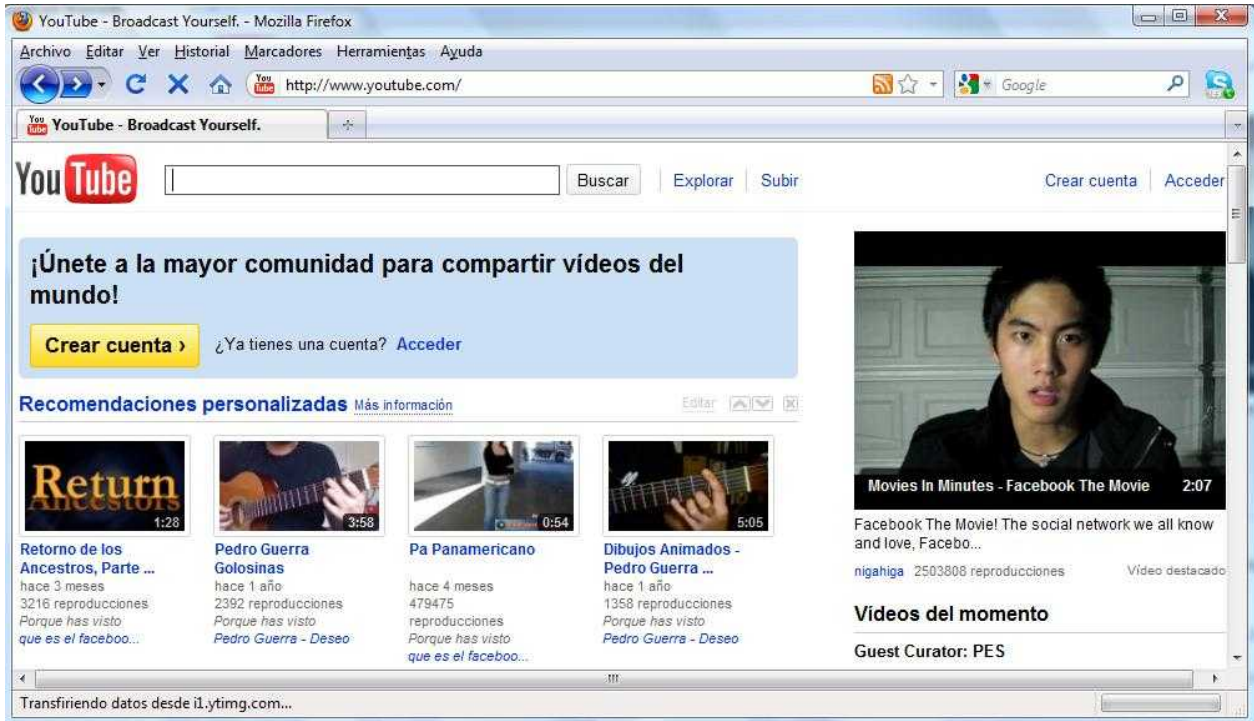 YouTube - Broadcast Yourself. - Mozilla Firefox
Archivo Editar Ver Historial Marcadores Herramientas Ayuda
You Tube http://www.youtube.com/ Google
You Tube YouTube - Broadcast Yourself.
You Tube Buscar Explorar Subir Crear cuenta Acceder
¡Únete a la mayor comunidad para compartir vídeos del
mundo!
Crear cuenta › ¿Ya tienes una cuenta? Acceder
Recomendaciones personalizadas Más información Editar
Return
Ancestors
1:28
Retorno de los
Ancestros, Parte ...
hace 3 meses
3216 reproducciones
Porque has visto
que es el faceboo...
3:58
Pedro Guerra
Golosinas
hace 1 año
2392 reproducciones
Porque has visto
Pedro Guerra - Deseo
0:54
Pa Panamericano
hace 4 meses
479475
reproducciones
Porque has visto
que es el faceboo...
5:05
Dibujos Animados -
Pedro Guerra ...
hace 1 año
1358 reproducciones
Porque has visto
Pedro Guerra - Deseo
Movies In Minutes - Facebook The Movie 2:07
Facebook The Movie! The social network we all know
and love, Facebo...
nigahiga 2503808 reproducciones Vídeo destacado
Vídeos del momento
Guest Curator: PES
Transfiriendo datos desde i1.ytimg.com...